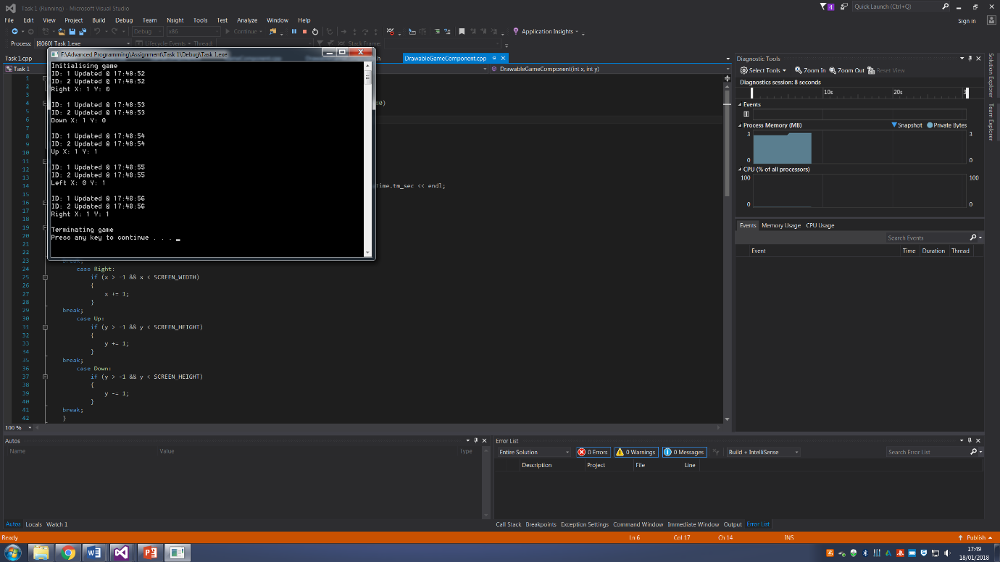 Task 1 (Running) - Microsoft Visual Studio
4
Quick Launch (Ctrl+Q)
File Edit View Project Build Debug Team Nsight Tools Test Analyze Window Help
Sign in
Debug x86 Continue Application Insights
Process: [8060] Task 1.exe Lifecycle Events Thread: Stack Frame:
F:\Advanced Programming\Assignment\Task 1\Debug\Task 1.exe
Initialising game
ID: 1 Updated @ 17:48:52
ID: 2 Updated @ 17:48:52
Right X: 1 Y: 0
ID: 1 Updated @ 17:48:53
ID: 2 Updated @ 17:48:53
Down X: 1 Y: 0
ID: 1 Updated @ 17:48:54
ID: 2 Updated @ 17:48:54
Up X: 1 Y: 1
ID: 1 Updated @ 17:48:55
ID: 2 Updated @ 17:48:55
Left X: 0 Y: 1
ID: 1 Updated @ 17:48:56
ID: 2 Updated @ 17:48:56
Right X: 1 Y: 1
Terminating game
Press any key to continue . . . _
Task 1.cpp DrawableGameComponent.cpp
Task 1 DrawableGameComponent(int x, int y)
1
2
3
4
5
6
7
8
9
10
11
12
13
14 .tm_sec << endl;
15
16
17
18
19
20
21
22
23 break;
24 case Right:
25 if (x > -1 && x < SCREEN_WIDTH)
26 {
27 x += 1;
28 }
29 break;
30 case Up:
31 if (y > -1 && y < SCREEN_HEIGHT)
32 {
33 y += 1;
34 }
35 break;
36 case Down:
37 if (y > -1 && y < SCREEN_HEIGHT)
38 {
39 y -= 1;
40 }
41 break;
42 }
100 %
Diagnostic Tools
Select Tools Zoom In Zoom Out Reset View
Diagnostics session: 8 seconds
10s 20s
Events
Process Memory (MB) Snapshot Private Bytes
3 3
0 0
CPU (% of all processors)
100 100
0 0
Events Memory Usage CPU Usage
Search Events
Event Time Duration Thread
Solution Explorer
Team Explorer
Autos
Name Value Type
Autos Locals Watch 1
Error List
Entire Solution 0 Errors 0 Warnings 0 Messages Build + IntelliSense Search Error List
Description Project File Line
Call Stack Breakpoints Exception Settings Command Window Immediate Window Output Error List
Ready Ln 6 Col 17 Ch 14 INS Publish
17:49
18/01/2018